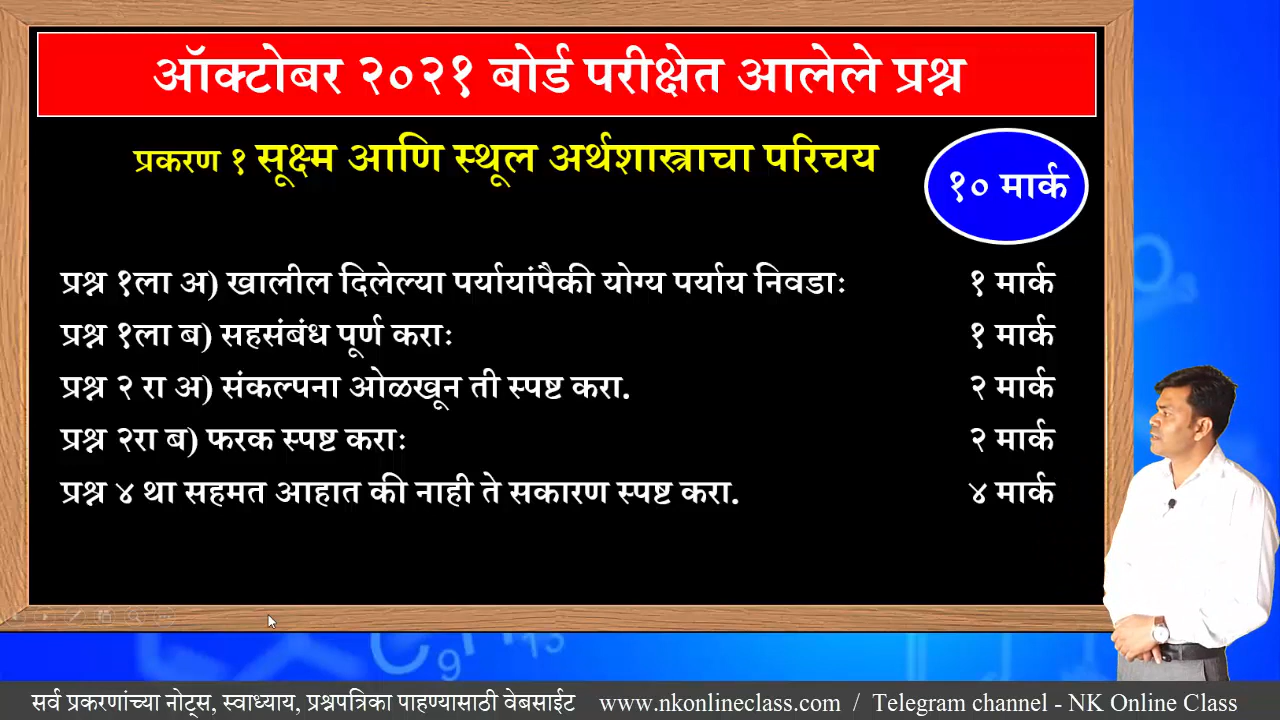 ऑक्टोबर २०२१ बोर्ड परीक्षेत आलेले प्रश्न
प्रकरण १ सूक्ष्म आणि स्थूल अर्थशास्त्राचा परिचय
१० मार्क
प्रश्न १ला अ) खालील दिलेल्या पर्यायांपैकी योग्य पर्याय निवडाः १ मार्क
प्रश्न १ला ब) सहसंबंध पूर्ण कराः १ मार्क
प्रश्न २ रा अ) संकल्पना ओळखून ती स्पष्ट करा. २ मार्क
प्रश्न २रा ब) फरक स्पष्ट कराः २ मार्क
प्रश्न ४ था सहमत आहात की नाही ते सकारण स्पष्ट करा. ४ मार्क
सर्व प्रकरणांच्या नोट्स, स्वाध्याय, प्रश्नपत्रिका पाहण्यासाठी वेबसाईट www.nkonlineclass.com / Telegram channel - NK Online Class